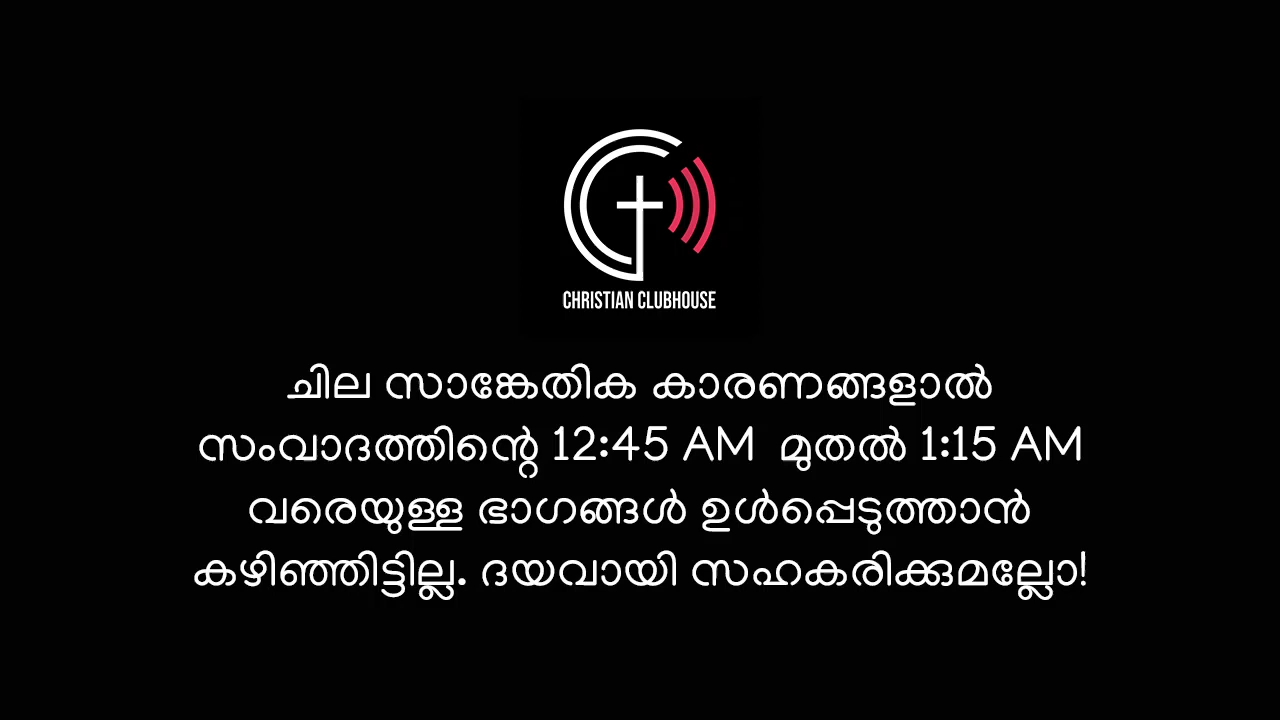 CHRISTIAN CLUBHOUSE
ചില സാങ്കേതിക കാരണങ്ങളാൽ
സംവാദത്തിന്റെ 12:45 AM മുതൽ 1:15 AM
വരെയുള്ള ഭാഗങ്ങൾ ഉൾപ്പെടുത്താൻ
കഴിഞ്ഞിട്ടില്ല. ദയവായി സഹകരിക്കുമല്ലോ!